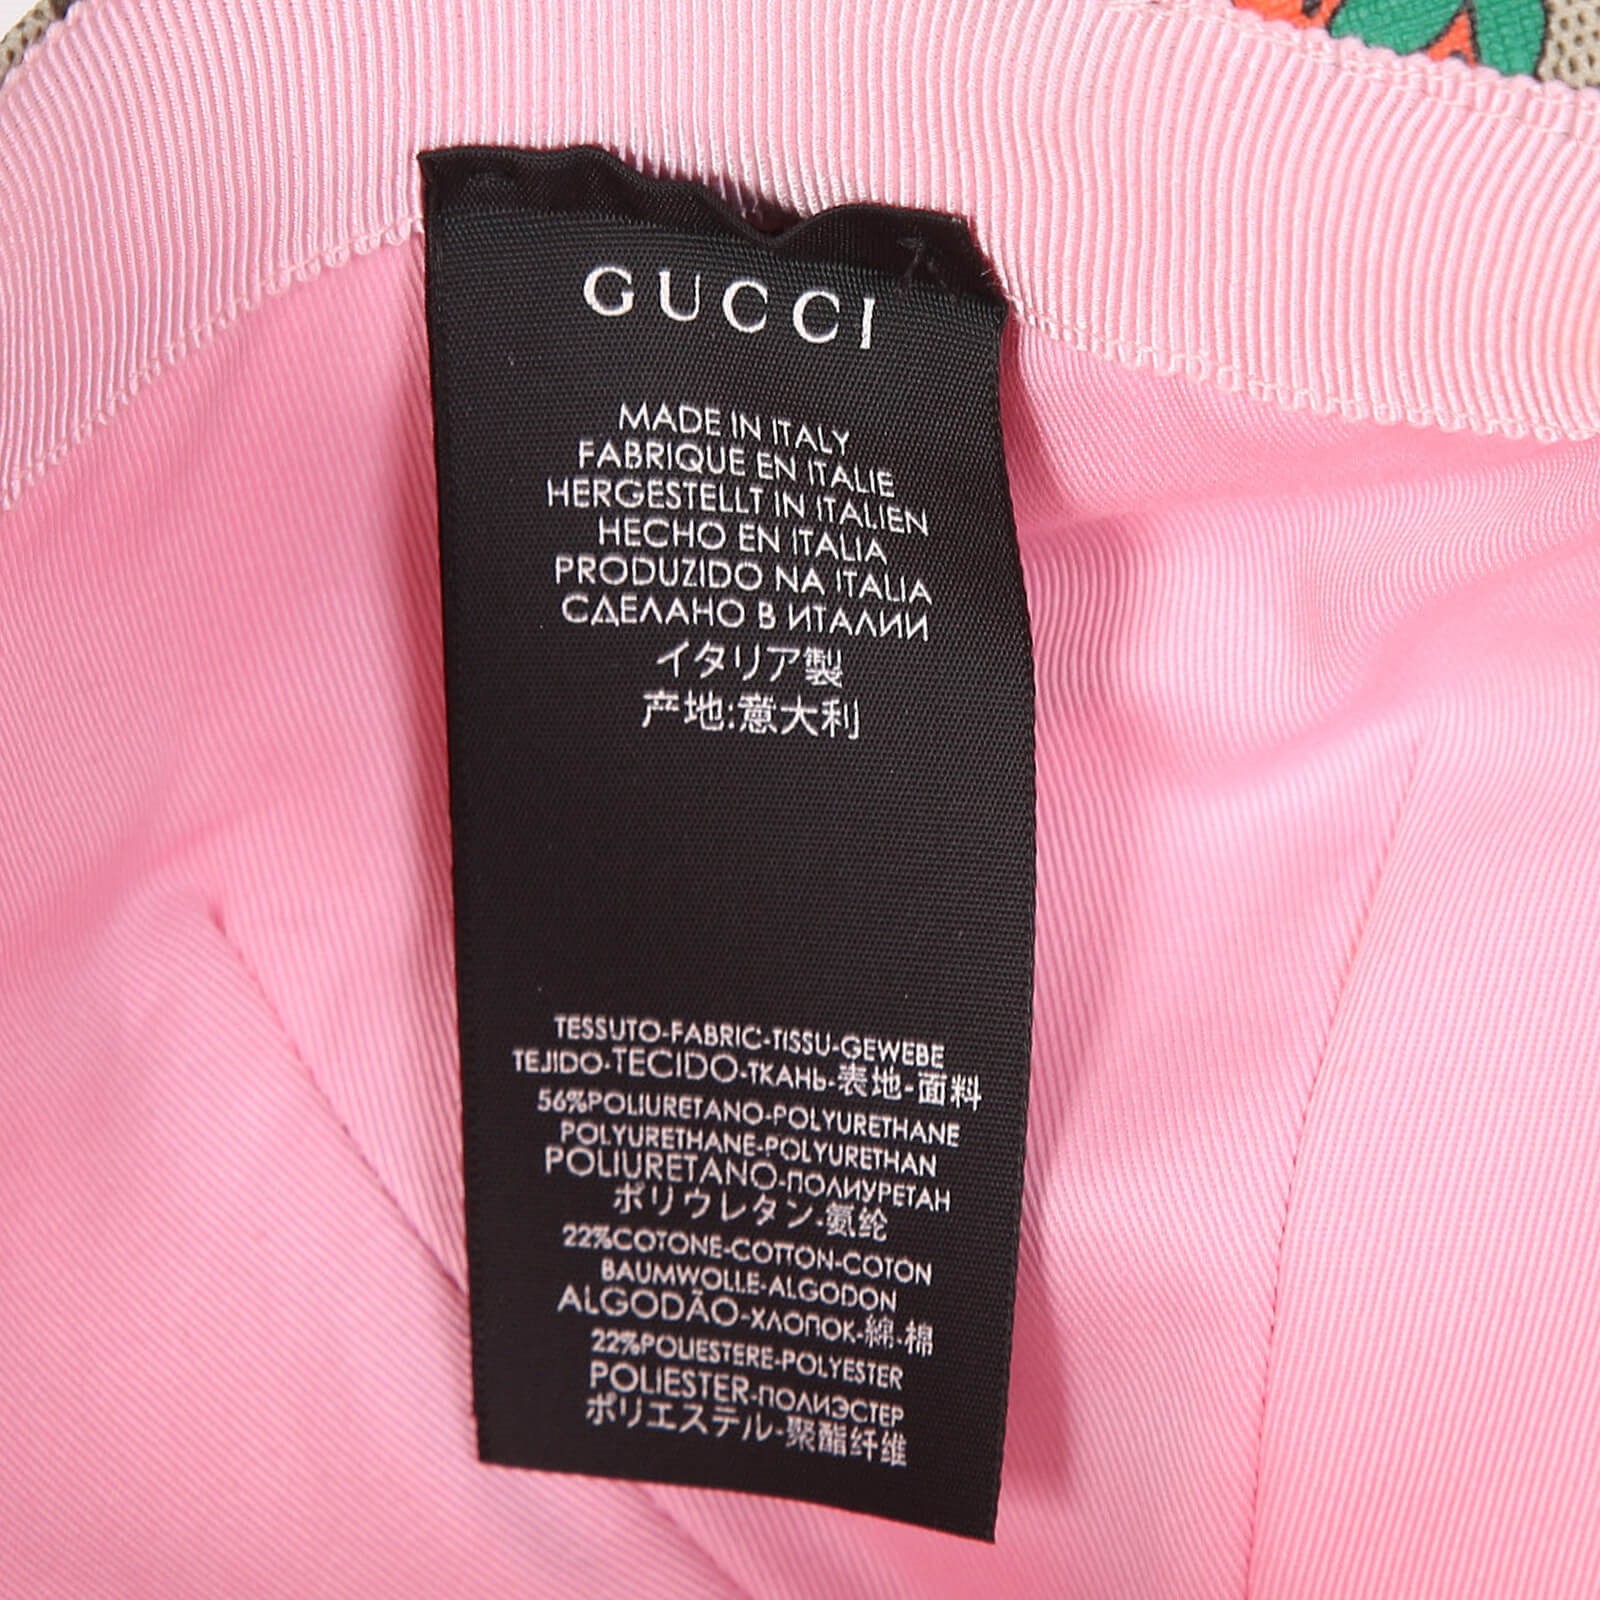 GUCCI
MADE IN ITALY
FABRIQUE EN ITALIE
HERGESTELLT IN ITALIEN
HECHO EN ITALIA
PRODUZIDO NA ITALIA
СДЕЛАНО В ИТАЛИИ
イタリア製
产地:意大利
TESSUTO-FABRIC-TISSU-GEWEBE
TEJIDO-TECIDO-ТКАНЬ-表地-面料
56%POLIURETANO-POLYURETHANE
POLYURETHANE-POLYURETHAN
POLIURETANO-ПОЛИУРЕТАН
ポリウレタン-氨纶
22%COTONE-COTTON-COTON
BAUMWOLLE-ALGODON
ALGODÃO-ХЛОПОК-綿-棉
22%POLIESTERE-POLYESTER
POLIESTER-ПОЛИЭСТЕР
ポリエステル-聚酯纤维